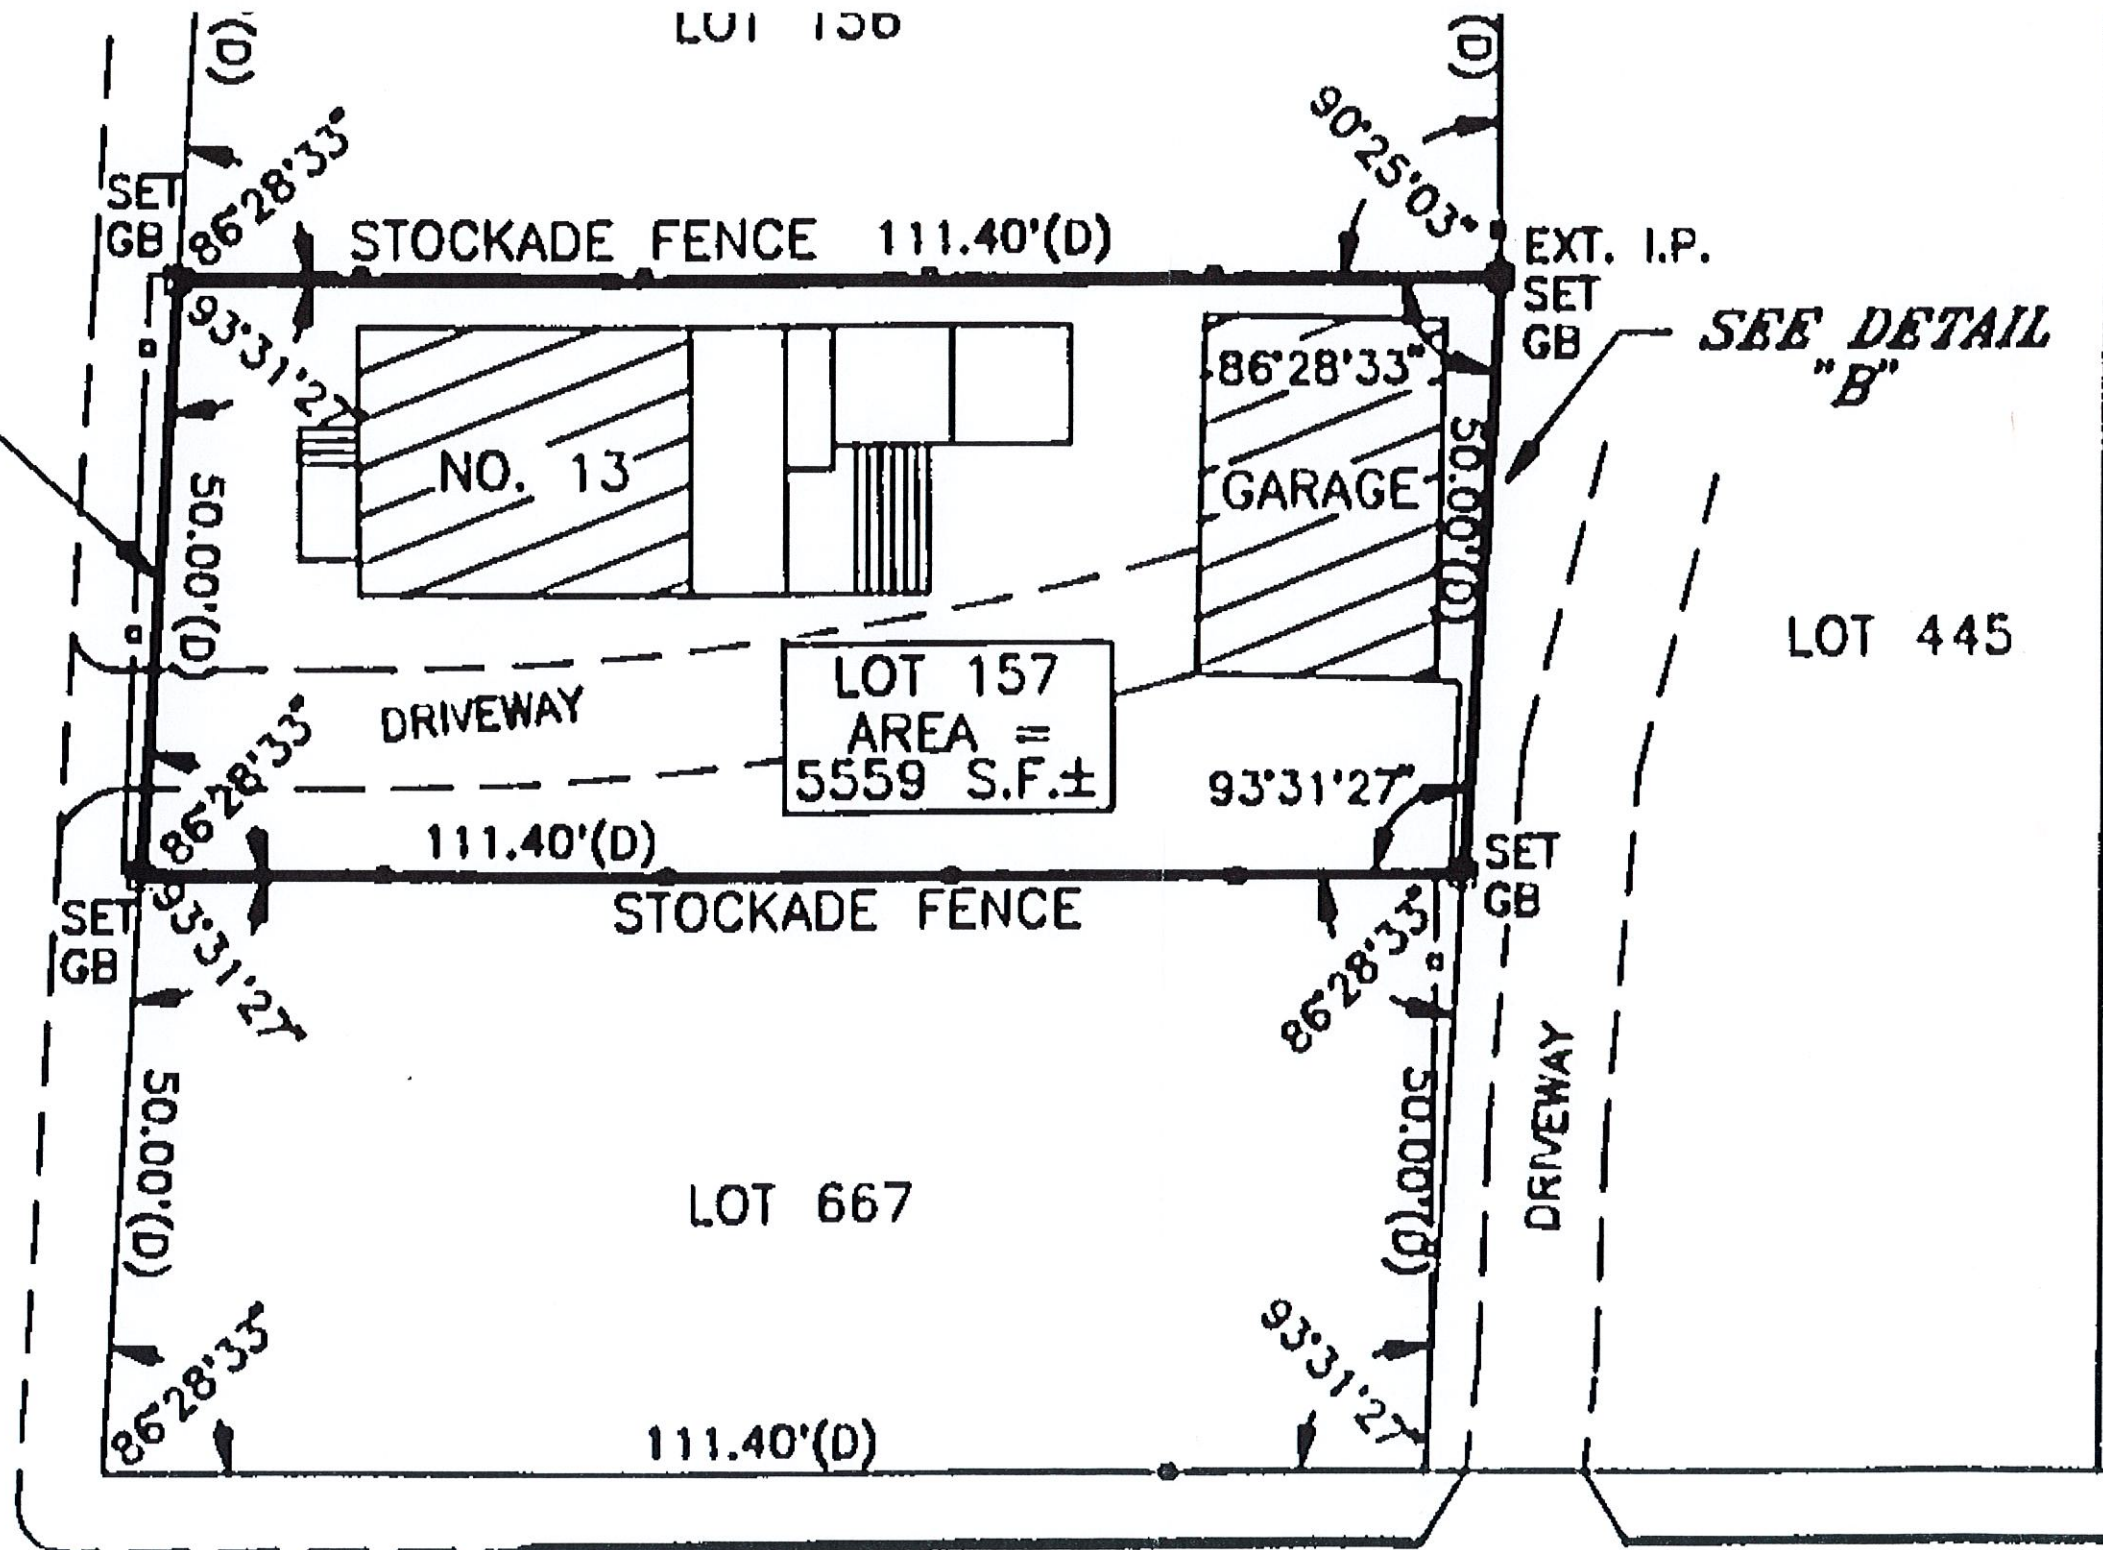 LOT 156
(D)
(D)
90°25'03"
86°28'33"
SET
GB
STOCKADE FENCE 111.40'(D)
EXT. I.P.
SET
GB
SEE DETAIL
"B"
93°31'27
86°28'33"
NO. 13
GARAGE
50.00'(D)
50.00'(D)
LOT 445
LOT 157
AREA =
5559 S.F.±
DRIVEWAY
86°28'33"
93°31'27"
111.40'(D)
SET
GB
STOCKADE FENCE
SET
GB
93°31'27"
86°28'33"
50.00'(D)
50.00'(D)
DRIVEWAY
LOT 667
86°28'33"
93°31'27"
111.40'(D)